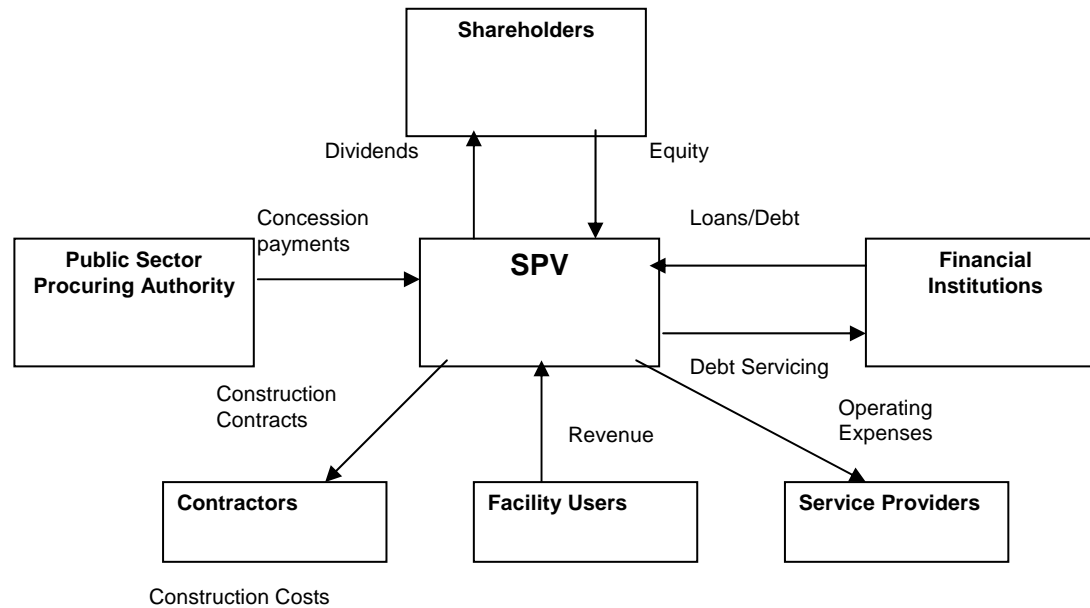 Shareholders
Dividends
Equity
Concession
payments
Loans/Debt
Public Sector
Procuring Authority
SPV
Financial
Institutions
Debt Servicing
Construction
Contracts
Revenue
Operating
Expenses
Contractors
Facility Users
Service Providers
Construction Costs